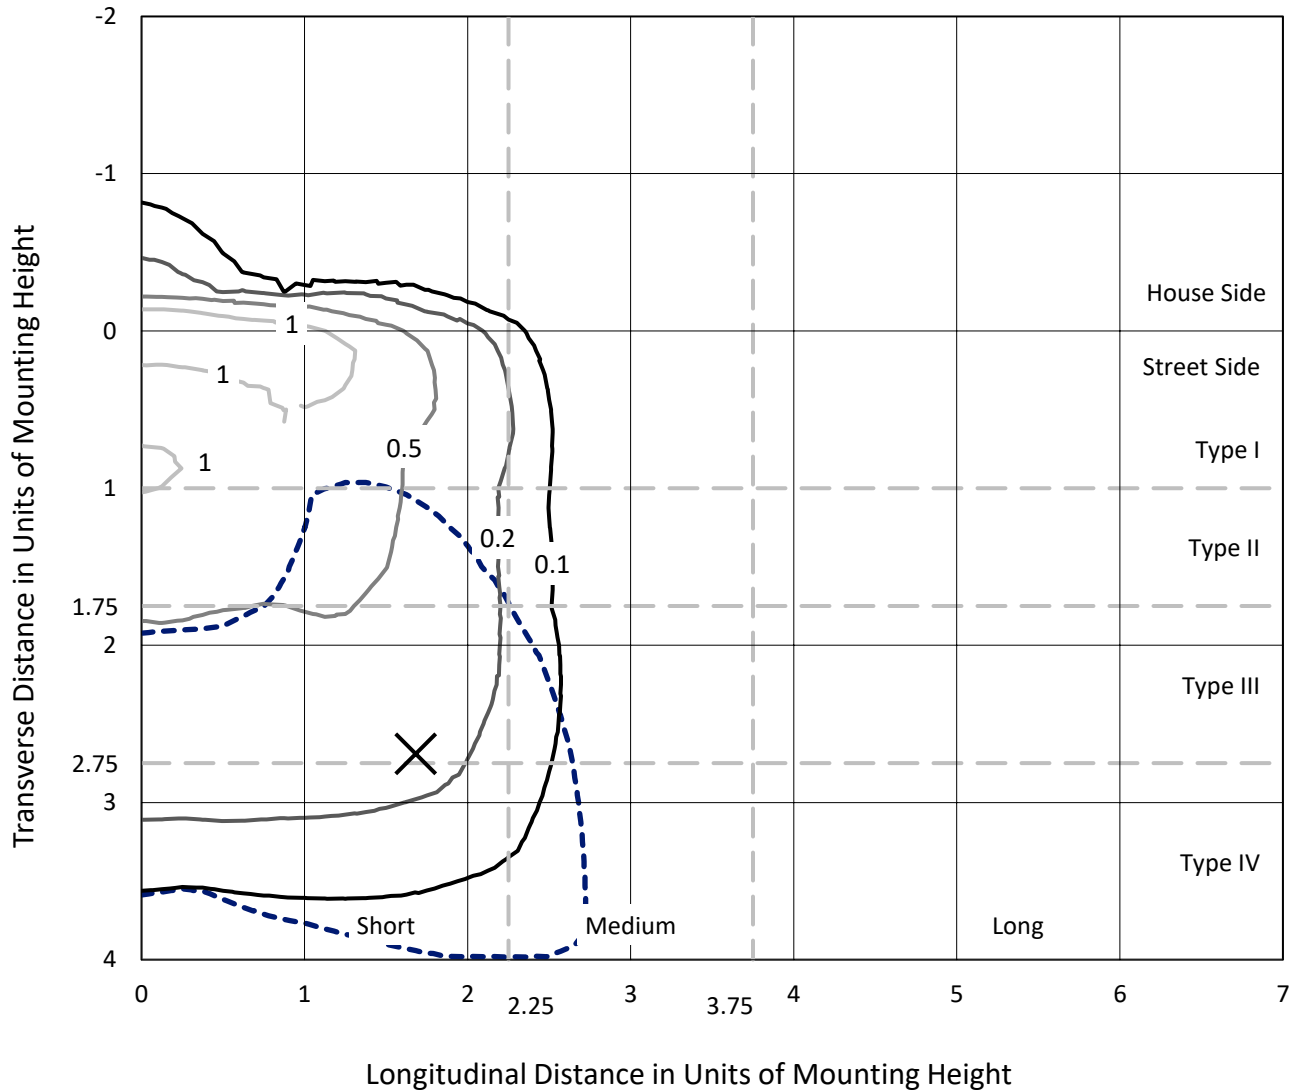 -2
-1
House Side
0
1
Street Side
1
0.5
Type I
1
1
0.2
Type II
0.1
1.75
2
Type III
2.75
3
Type IV
Short
Medium
Long
4
0
1
2
2.25
3
3.75
4
5
6
7
Transverse Distance in Units of Mounting Height
Longitudinal Distance in Units of Mounting Height